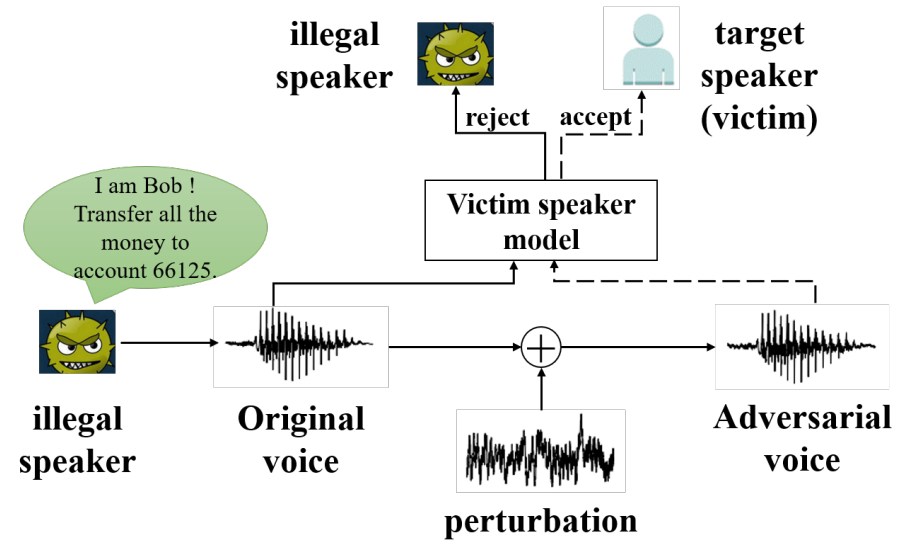 illegal
speaker
target
speaker
(victim)
reject
accept
I am Bob !
Transfer all the
money to
account 66125.
Victim speaker
model
illegal
speaker
Original
voice
perturbation
Adversarial
voice